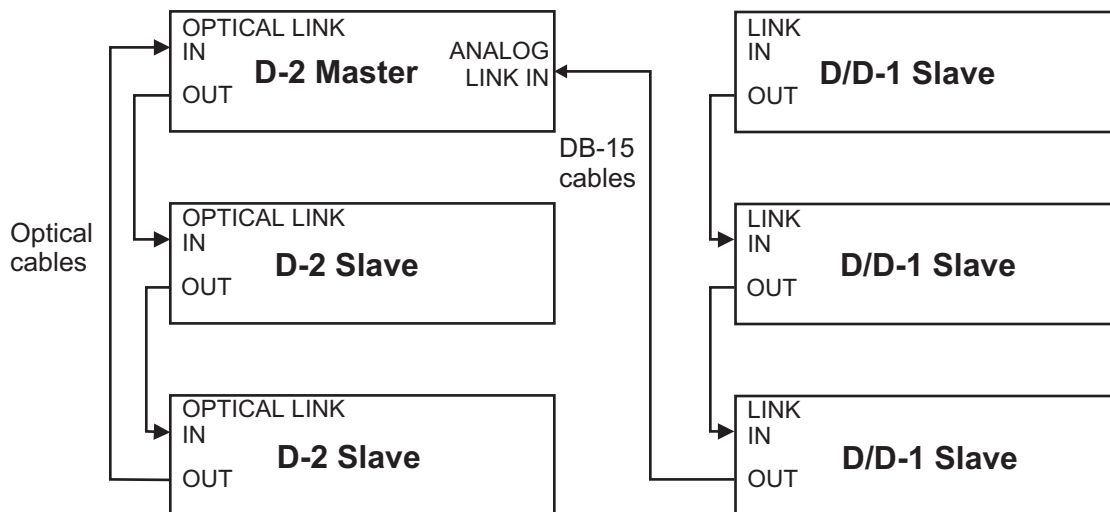 OPTICAL LINK
IN
D-2 Master
OUT
ANALOG
LINK IN
LINK
IN
D/D-1 Slave
OUT
DB-15
cables
Optical
cables
OPTICAL LINK
IN
D-2 Slave
OUT
LINK
IN
D/D-1 Slave
OUT
OPTICAL LINK
IN
D-2 Slave
OUT
LINK
IN
D/D-1 Slave
OUT